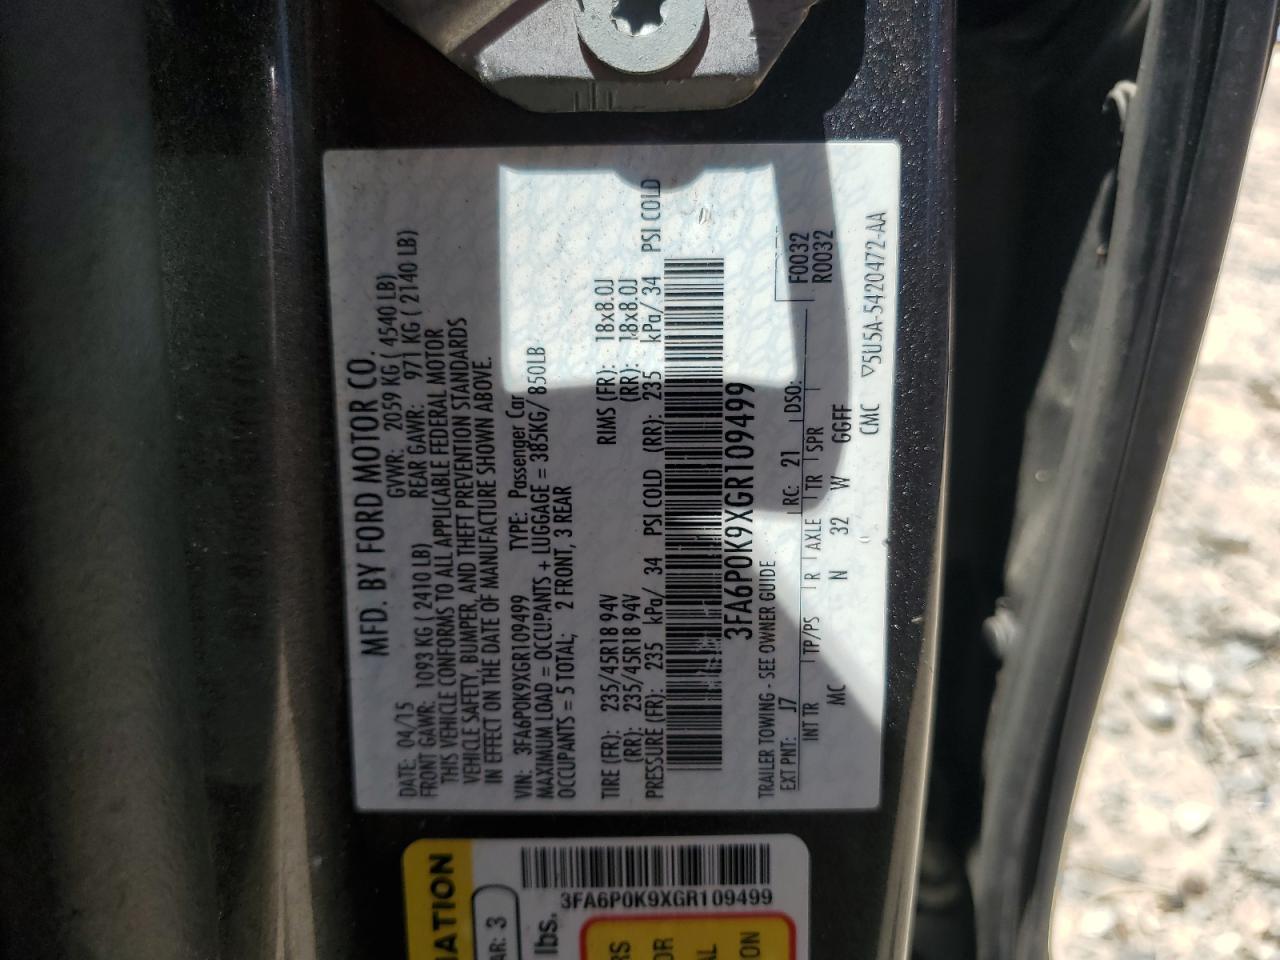 MFD. BY FORD MOTOR CO.
DATE: 04/15 GVWR: 2059 KG ( 4540 LB)
FRONT GAWR: 1093 KG ( 2410 LB) REAR GAWR: 971 KG ( 2140 LB)
THIS VEHICLE CONFORMS TO ALL APPLICABLE FEDERAL MOTOR
VEHICLE SAFETY, BUMPER, AND THEFT PREVENTION STANDARDS
IN EFFECT ON THE DATE OF MANUFACTURE SHOWN ABOVE.
VIN: 3FA6P0K9XGR109499 TYPE: Passenger Car
MAXIMUM LOAD = OCCUPANTS + LUGGAGE = 385KG/ 850LB
OCCUPANTS = 5 TOTAL; 2 FRONT, 3 REAR
TIRE (FR): 235/45R18 94V RIMS (FR): 18x8.0J
(RR): 235/45R18 94V (RR): 18x8.0J
PRESSURE (FR): 235 kPa/ 34 PSI COLD (RR): 235 kPa/ 34 PSI COLD
3FA6P0K9XGR109499
TRAILER TOWING - SEE OWNER GUIDE
EXT PNT: J7 RC: 21 DSO: F0032
R0032
INT TR TP/PS R AXLE TR SPR
MC N 32 W GGFF
CMC ▽5U5A-5420472-AA
3
lbs.
3FA6P0K9XGR109499